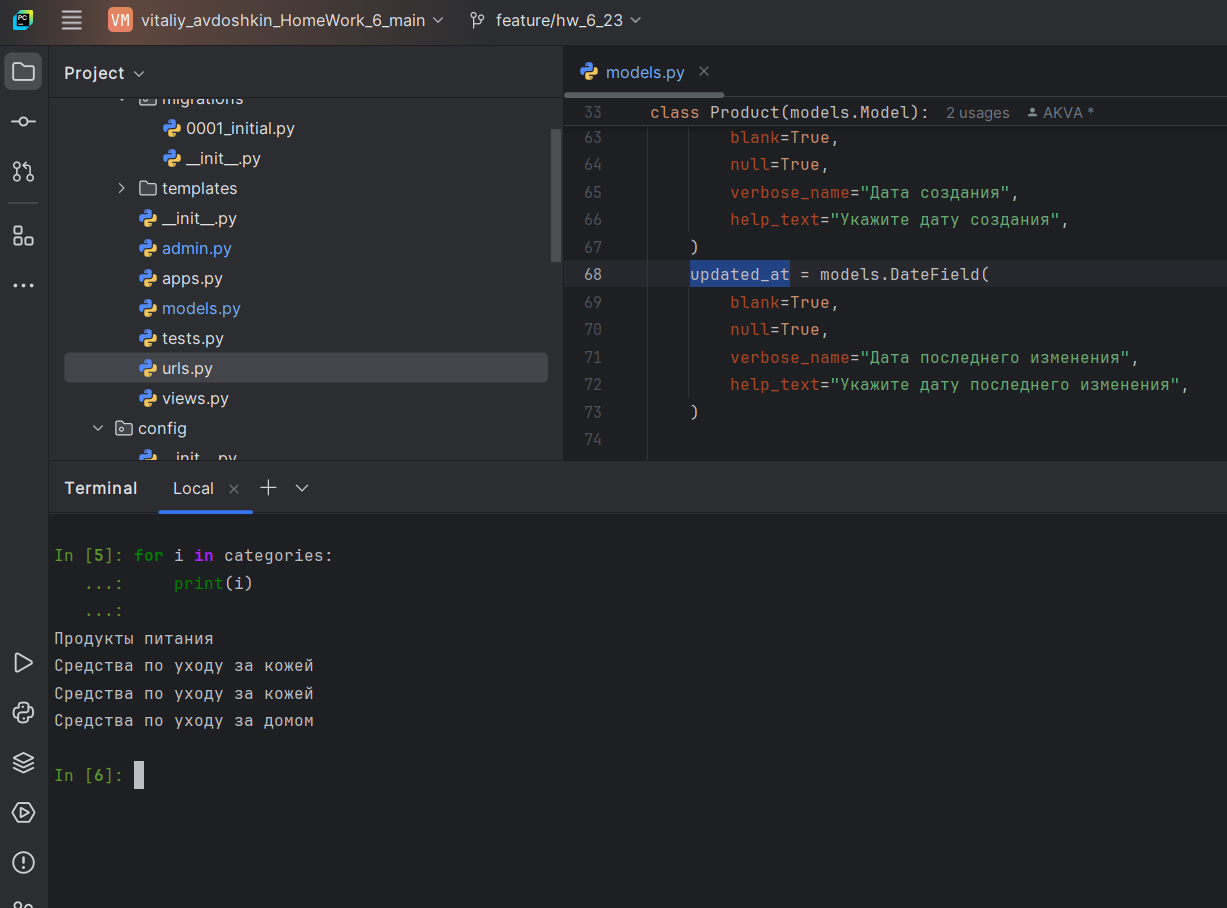 PC
VM vitaliy_avdoshkin_HomeWork_6_main feature/hw_6_23
Project
migrations
0001_initial.py
__init__.py
templates
__init__.py
admin.py
apps.py
models.py
tests.py
urls.py
views.py
config
__init__.py
models.py
33 class Product(models.Model): 2 usages AKVA *
63 blank=True,
64 null=True,
65 verbose_name="Дата создания",
66 help_text="Укажите дату создания",
67 )
68 updated_at = models.DateField(
69 blank=True,
70 null=True,
71 verbose_name="Дата последнего изменения",
72 help_text="Укажите дату последнего изменения",
73 )
74
Terminal Local
In [5]: for i in categories:
...: print(i)
...:
Продукты питания
Средства по уходу за кожей
Средства по уходу за кожей
Средства по уходу за домом
In [6]: